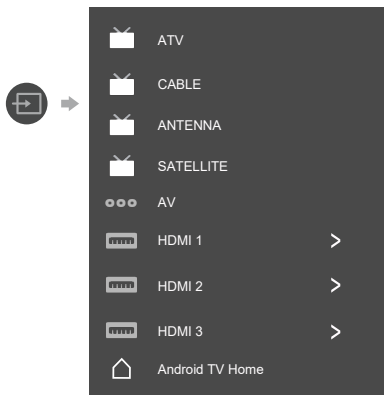 ATV
CABLE
ANTENNA
SATELLITE
AV
HDMI 1
HDMI 2
HDMI 3
Android TV Home